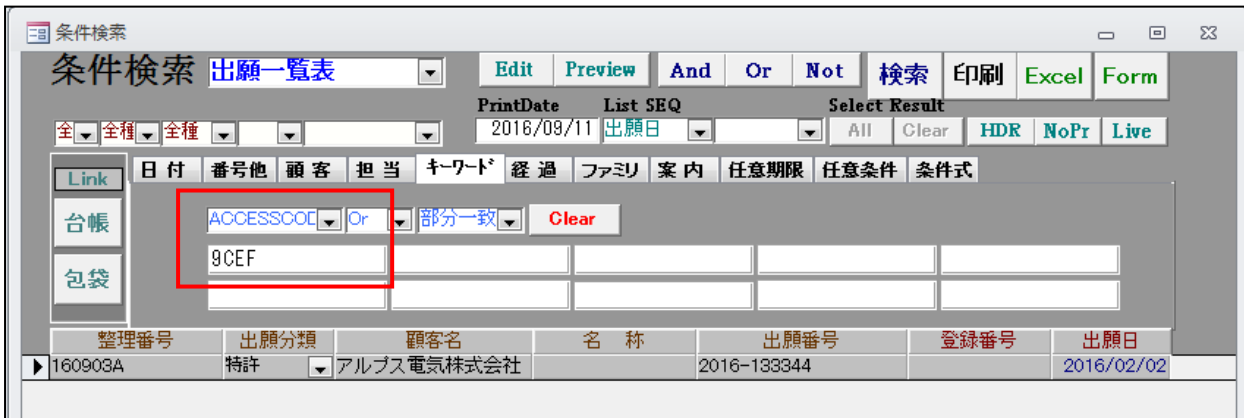 条件検索
条件検索 出願一覧表 Edit Preview And Or Not 検索 印刷 Excel Form
PrintDate List SEQ Select Result
全 全種 全種 2016/09/11 出願日 All Clear HDR NoPr Live
Link 日付 番号他 顧客 担当 キーワード 経過 ファミリ 案内 任意期限 任意条件 条件式
台帳 ACCESSCOD Or 部分一致 Clear
9CEF
包袋
整理番号 出願分類 顧客名 名 称 出願番号 登録番号 出願日
160903A 特許 アルプス電気株式会社 2016-133344 2016/02/02